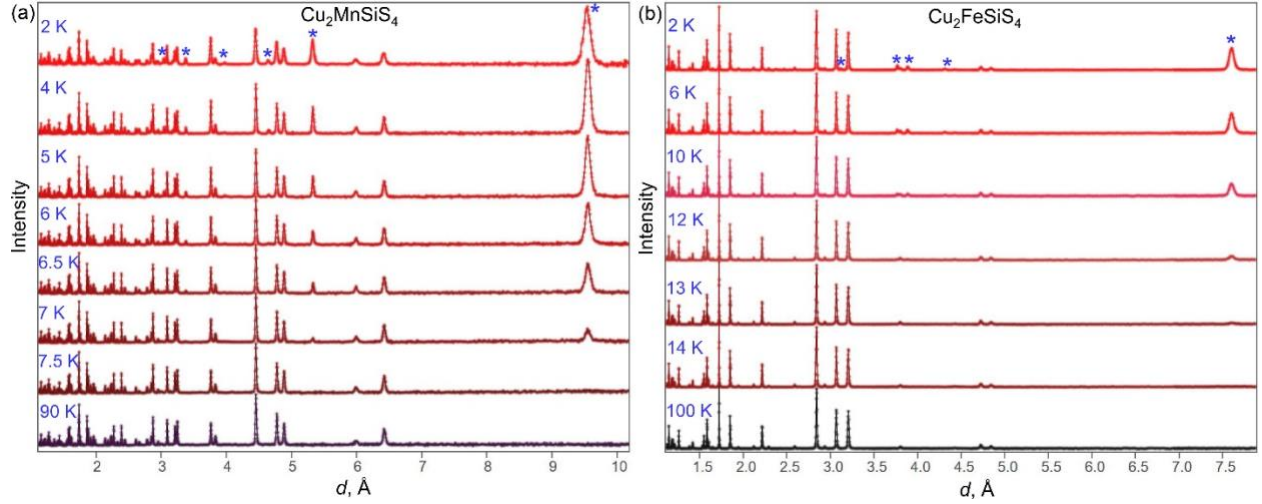 (a)
Cu₂MnSiS₄
2 K
* * * * * *
4 K
5 K
6 K
6.5 K
7 K
7.5 K
90 K
Intensity
2 3 4 5 6 7 8 9 10
d, Å
(b)
Cu₂FeSiS₄
2 K
* * * * *
6 K
10 K
12 K
13 K
14 K
100 K
Intensity
1.5 2.0 2.5 3.0 3.5 4.0 4.5 5.0 5.5 6.0 6.5 7.0 7.5
d, Å